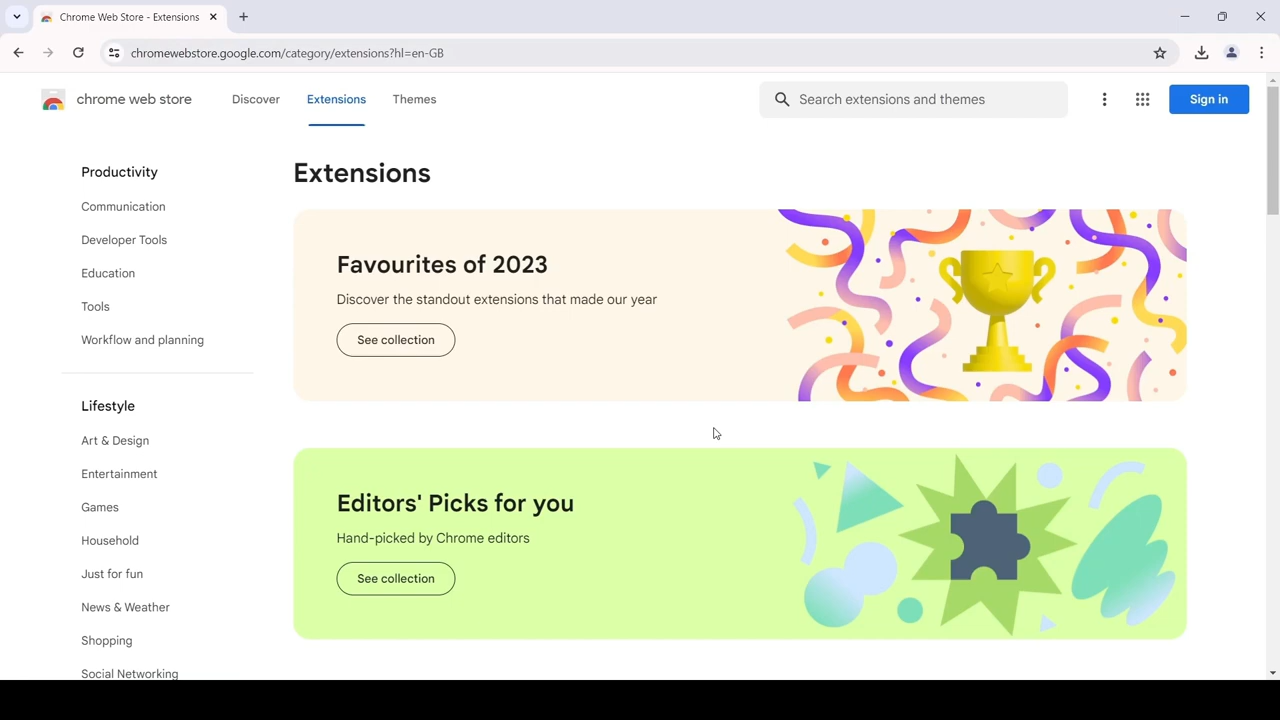 Chrome Web Store - Extensions
chromewebstore.google.com/category/extensions?hl=en-GB
chrome web store
Discover
Extensions
Themes
Search extensions and themes
Sign in
Productivity
Communication
Developer Tools
Education
Tools
Workflow and planning
Lifestyle
Art & Design
Entertainment
Games
Household
Just for fun
News & Weather
Shopping
Social Networking
Extensions
Favourites of 2023
Discover the standout extensions that made our year
See collection
Editors' Picks for you
Hand-picked by Chrome editors
See collection